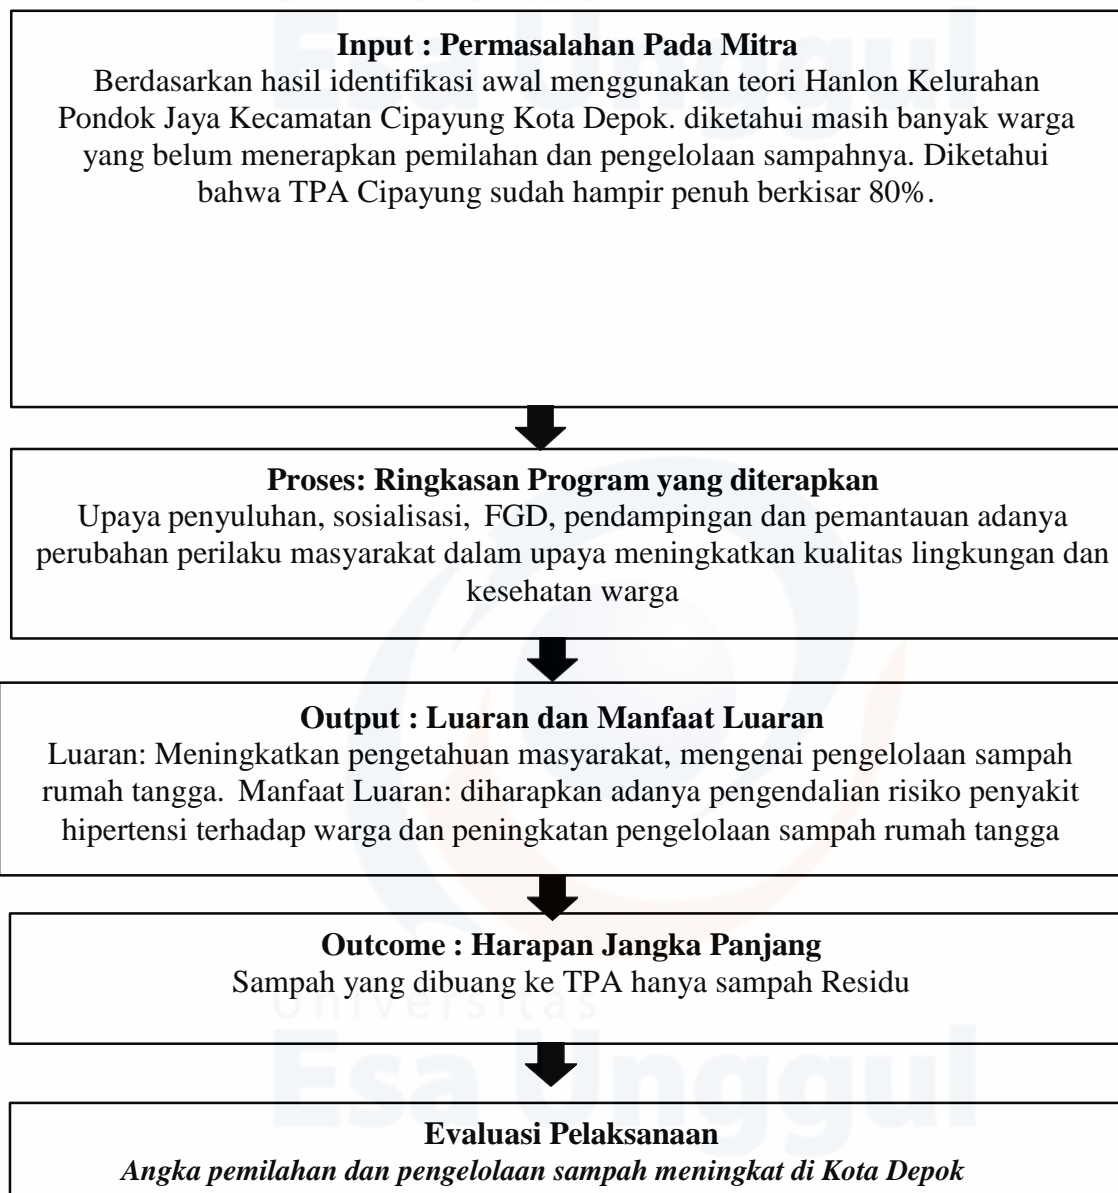 Esa Unggul
Input : Permasalahan Pada Mitra
Berdasarkan hasil identifikasi awal menggunakan teori Hanlon Kelurahan
Pondok Jaya Kecamatan Cipayung Kota Depok. diketahui masih banyak warga
yang belum menerapkan pemilahan dan pengelolaan sampahnya. Diketahui
bahwa TPA Cipayung sudah hampir penuh berkisar 80%.
Proses: Ringkasan Program yang diterapkan
Upaya penyuluhan, sosialisasi, FGD, pendampingan dan pemantauan adanya
perubahan perilaku masyarakat dalam upaya meningkatkan kualitas lingkungan dan
kesehatan warga
Output : Luaran dan Manfaat Luaran
Luaran: Meningkatkan pengetahuan masyarakat, mengenai pengelolaan sampah
rumah tangga. Manfaat Luaran: diharapkan adanya pengendalian risiko penyakit
hipertensi terhadap warga dan peningkatan pengelolaan sampah rumah tangga
Outcome : Harapan Jangka Panjang
Sampah yang dibuang ke TPA hanya sampah Residu
Universitas
Esa Unggul
Evaluasi Pelaksanaan
Angka pemilahan dan pengelolaan sampah meningkat di Kota Depok